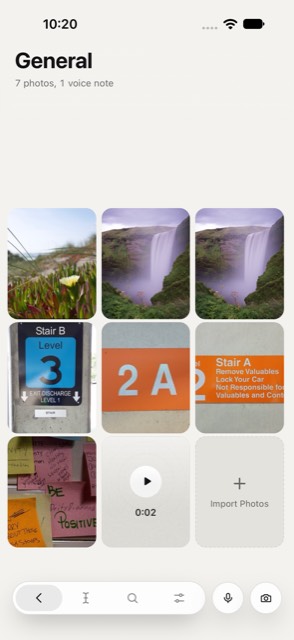 10:20
General
7 photos, 1 voice note
Stair B
Level
3
EXIT DISCHARGE
LEVEL 1
2 A
2
Stair A
Remove Valuables
Lock Your Car
Not Responsible for
Valuables and Cont
BE
POSITIVE
0:02
Import Photos